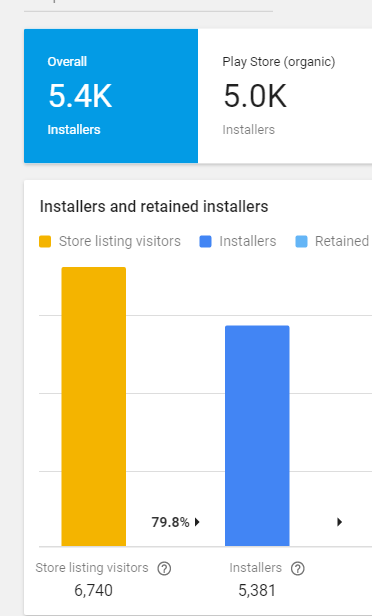 Overall
5.4K
Installers
Play Store (organic)
5.0K
Installers
Installers and retained installers
Store listing visitors Installers Retained
79.8%
Store listing visitors ? Installers ?
6,740 5,381